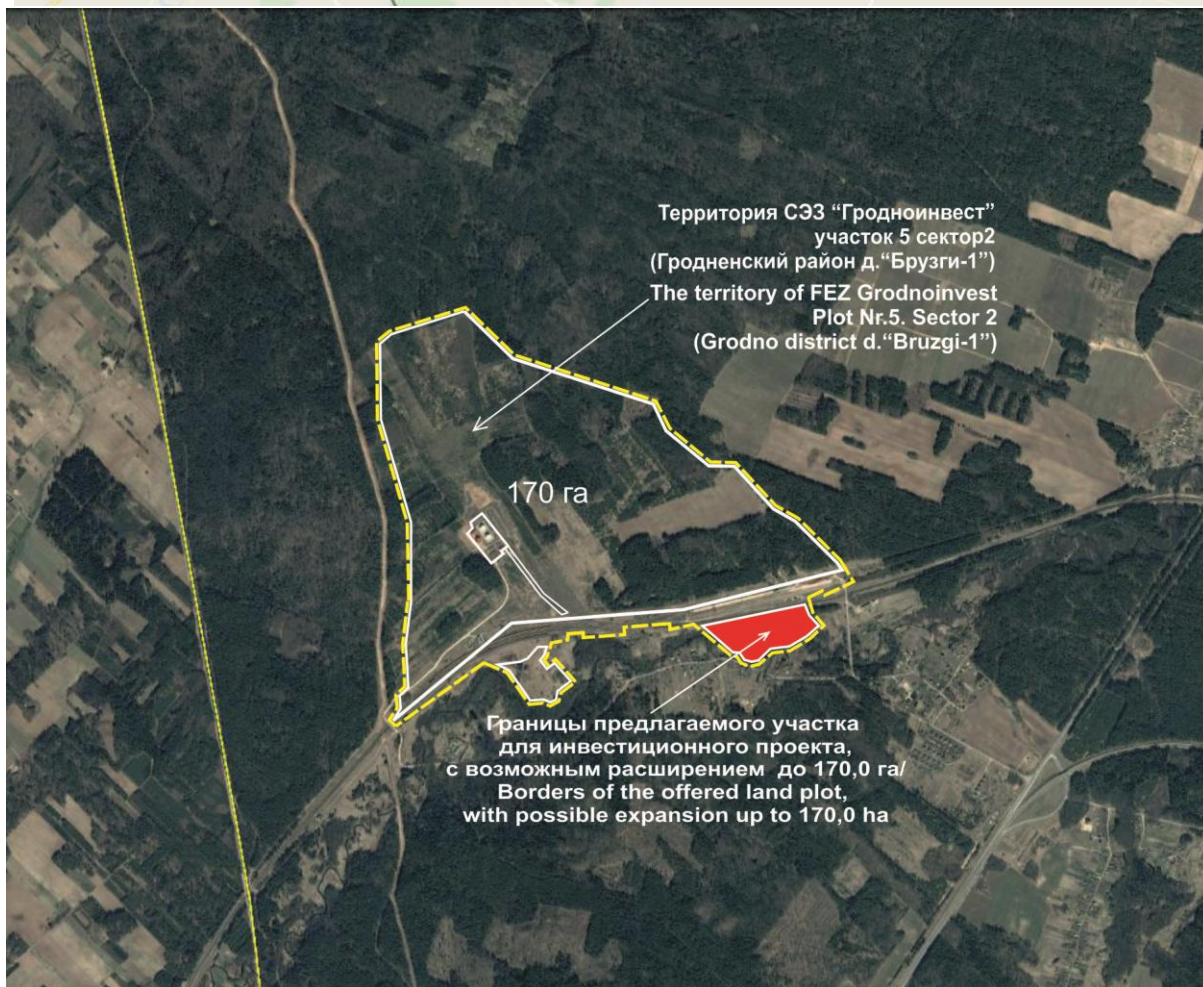 Территория СЭЗ “Гродноинвест”
участок 5 сектор2
(Гродненский район д.“Брузги-1”)
The territory of FEZ Grodnoinvest
Plot Nr.5. Sector 2
(Grodno district d.“Bruzgi-1”)
170 га
Границы предлагаемого участка
для инвестиционного проекта,
с возможным расширением до 170,0 га/
Borders of the offered land plot,
with possible expansion up to 170,0 ha